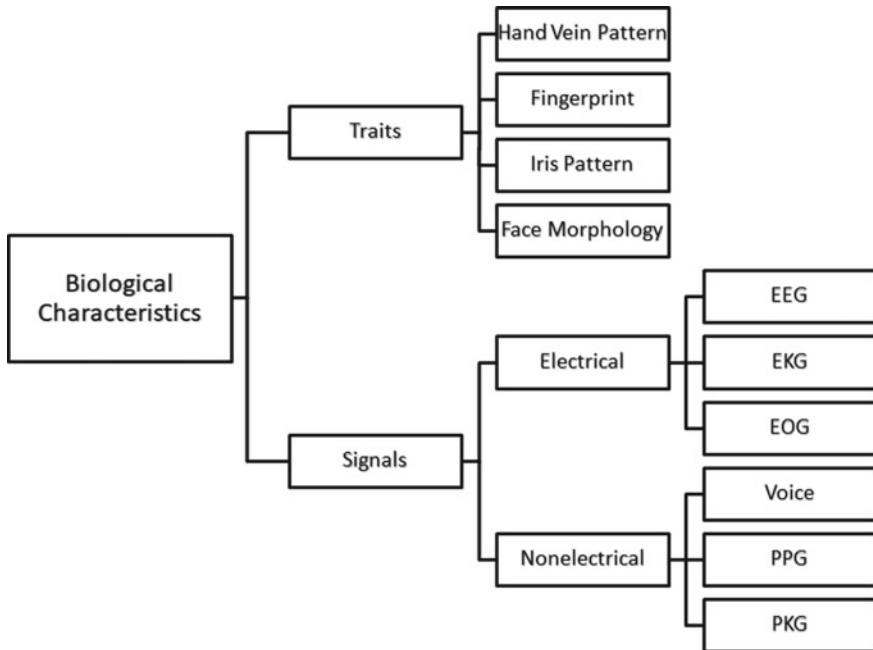 Hand Vein Pattern
Fingerprint
Traits
Iris Pattern
Face Morphology
Biological
Characteristics
EEG
Electrical
EKG
EOG
Signals
Voice
Nonelectrical
PPG
PKG